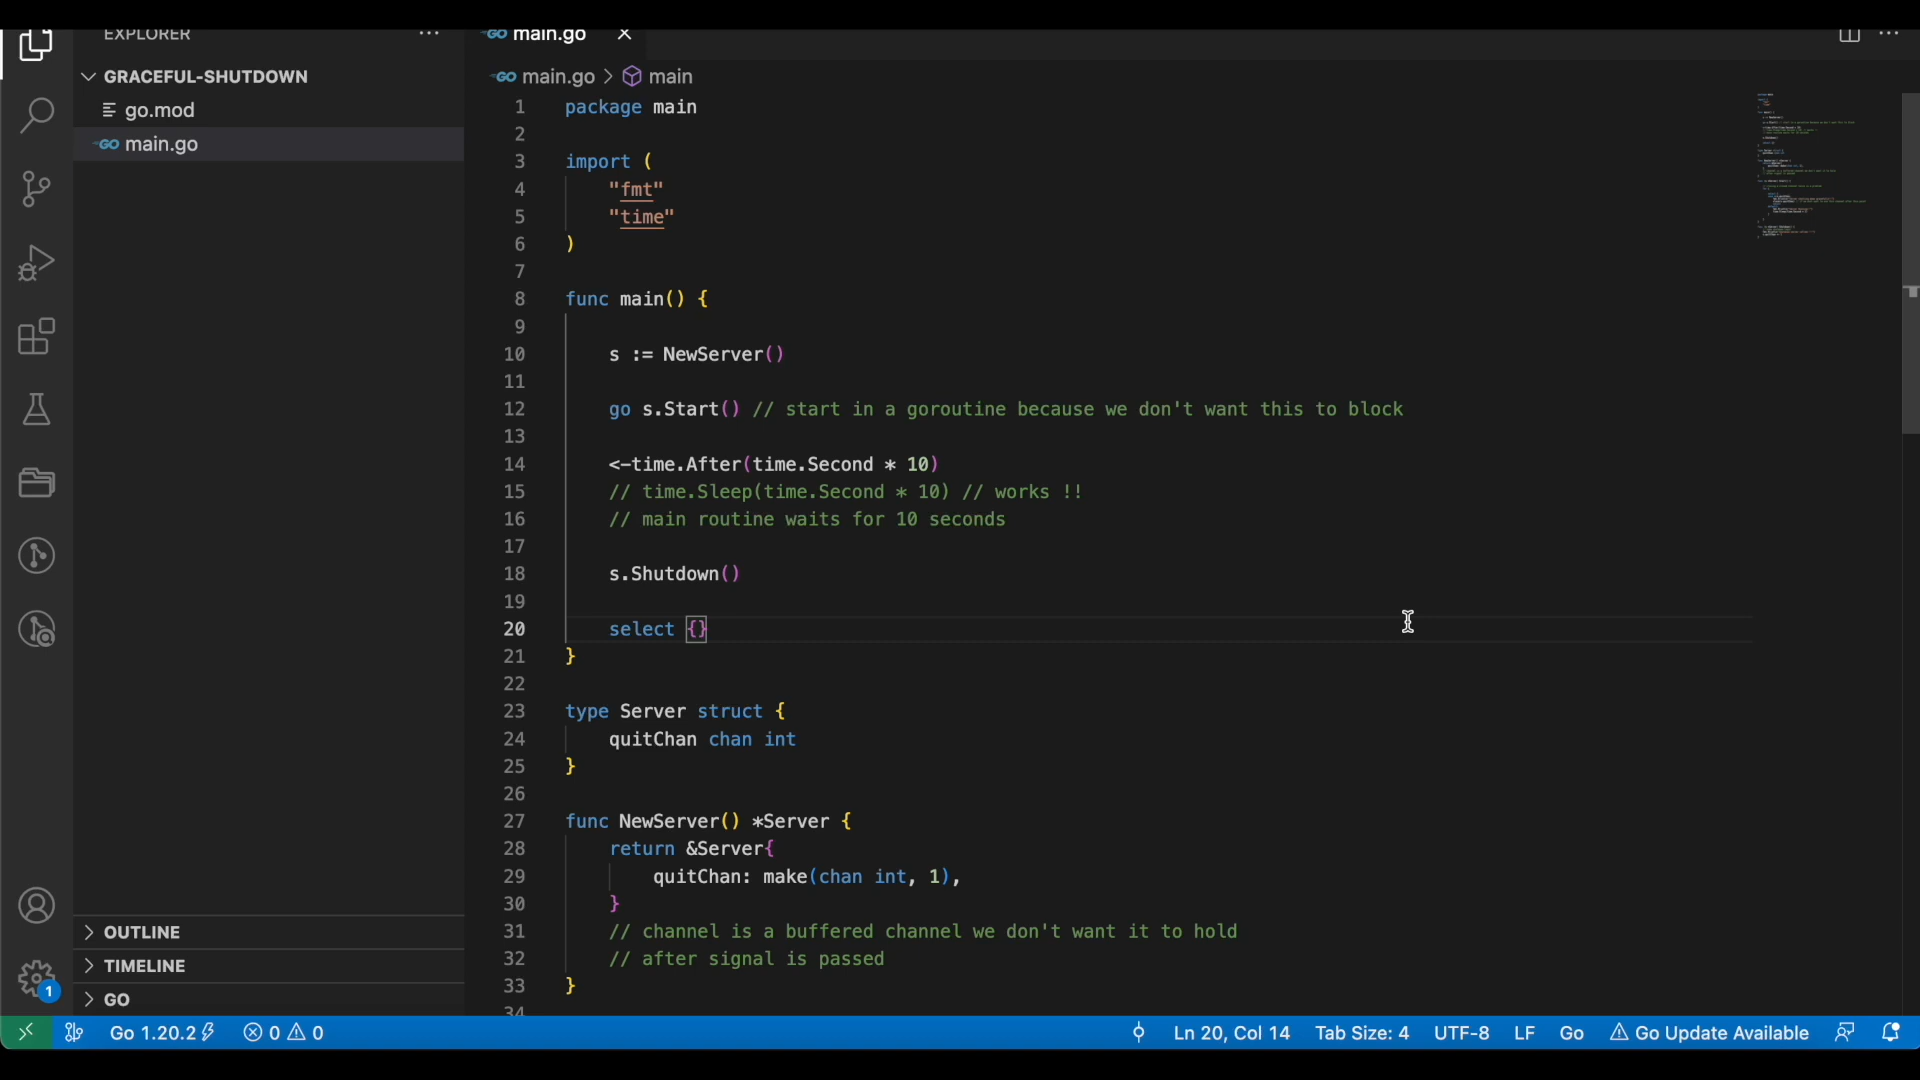 EXPLORER
GRACEFUL-SHUTDOWN
go.mod
main.go
OUTLINE
TIMELINE
GO
main.go
main.go > main
1 package main
2
3 import (
4 "fmt"
5 "time"
6 )
7
8 func main() {
9
10 s := NewServer()
11
12 go s.Start() // start in a goroutine because we don't want this to block
13
14 <-time.After(time.Second * 10)
15 // time.Sleep(time.Second * 10) // works !!
16 // main routine waits for 10 seconds
17
18 s.Shutdown()
19
20 select {}
21 }
22
23 type Server struct {
24 quitChan chan int
25 }
26
27 func NewServer() *Server {
28 return &Server{
29 quitChan: make(chan int, 1),
30 }
31 // channel is a buffered channel we don't want it to hold
32 // after signal is passed
33 }
34
1
Go 1.20.2 0 0 Ln 20, Col 14 Tab Size: 4 UTF-8 LF Go Go Update Available